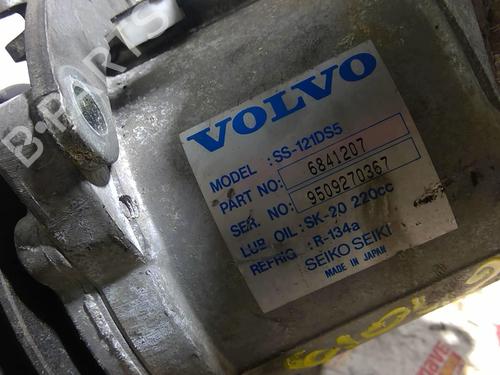 VOLVO
MODEL :SS-121DS5
PART NO: 6841207
SER. NO: 9509270367
LUB OIL:SK-20 220cc
REFRIG :R-134a
SEIKO SEIKI
MADE IN JAPAN
B-PARTS